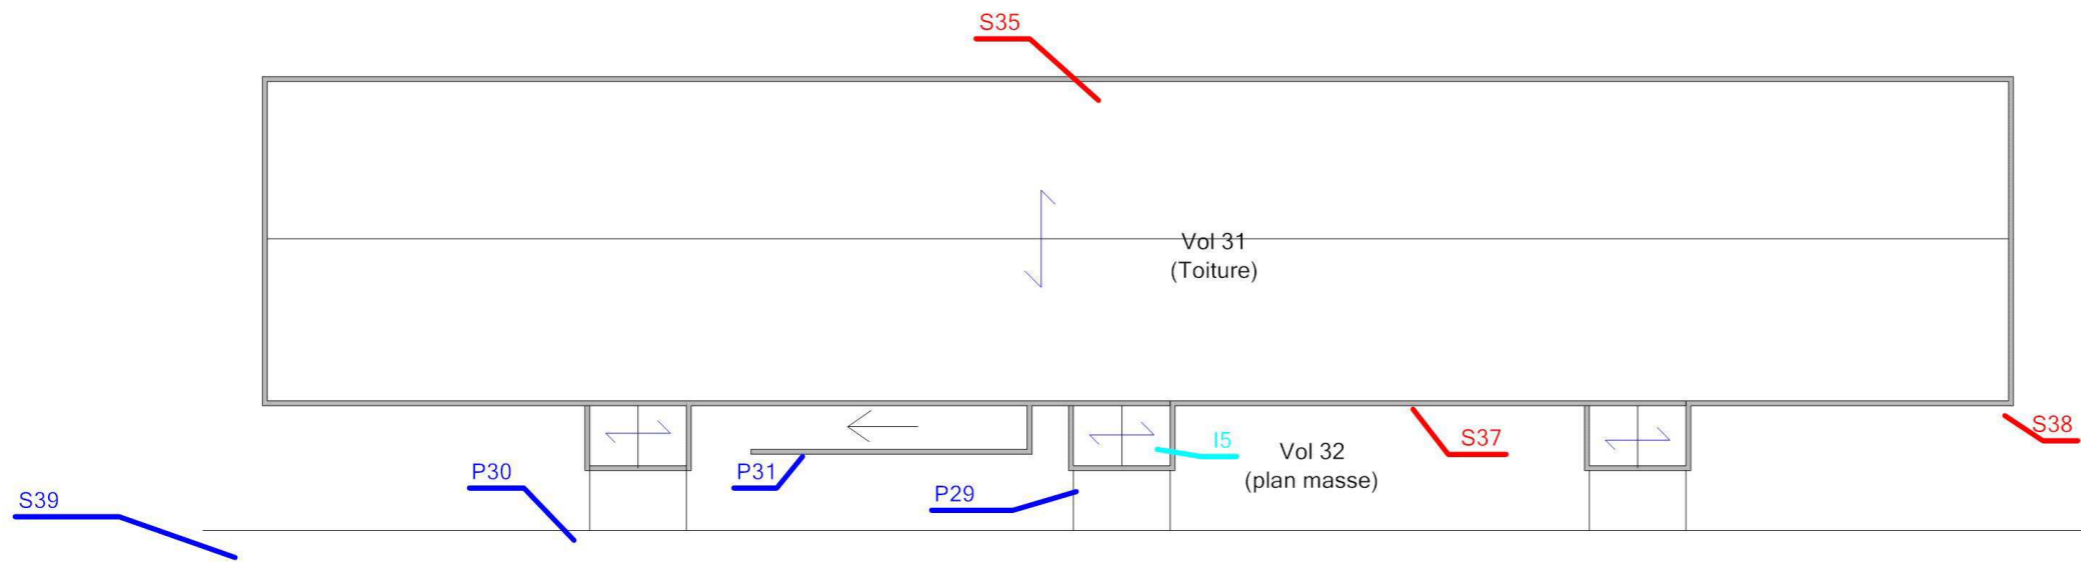 S35
Vol 31
(Toiture)
S38
S37
I5
Vol 32
(plan masse)
P31
P30
P29
S39